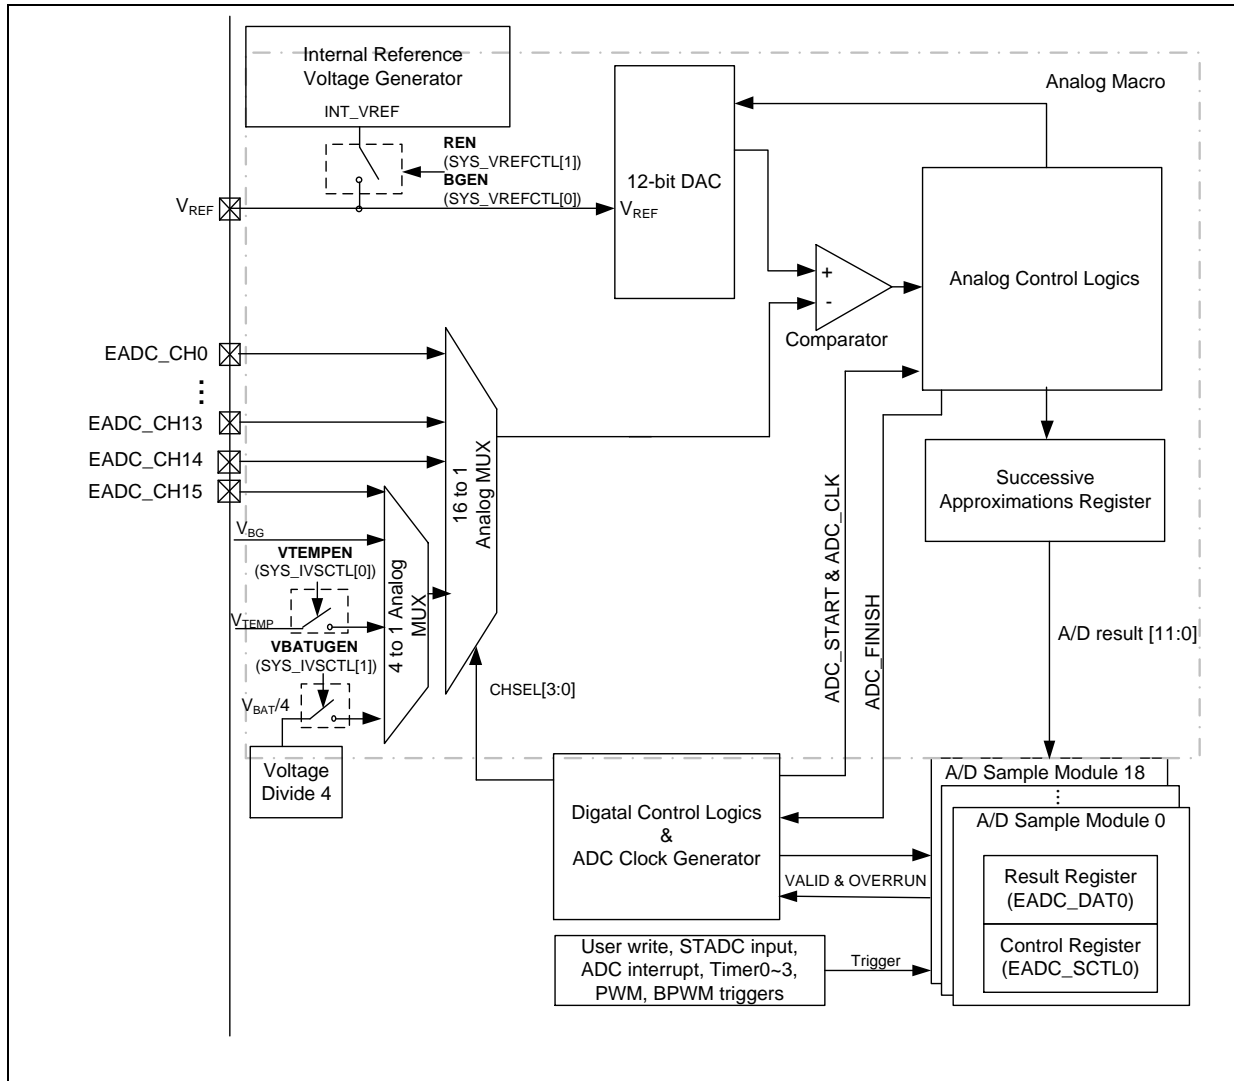 Internal Reference
Voltage Generator
INT_VREF
Analog Macro
REN
(SYS_VREFCTL[1])
BGEN
(SYS_VREFCTL[0])
12-bit DAC
VREF
VREF
+
-
Comparator
Analog Control Logics
EADC_CH0
⋮
EADC_CH13
EADC_CH14
EADC_CH15
16 to 1
Analog MUX
VBG
VTEMPEN
(SYS_IVSCTL[0])
VTEMP
VBATUGEN
(SYS_IVSCTL[1])
VBAT/4
4 to 1 Analog
MUX
Voltage
Divide 4
CHSEL[3:0]
ADC_START & ADC_CLK
ADC_FINISH
Successive
Approximations Register
A/D result [11:0]
Digatal Control Logics
&
ADC Clock Generator
VALID & OVERRUN
A/D Sample Module 18
⋮
A/D Sample Module 0
Result Register
(EADC_DAT0)
Control Register
(EADC_SCTL0)
User write, STADC input,
ADC interrupt, Timer0~3,
PWM, BPWM triggers
Trigger